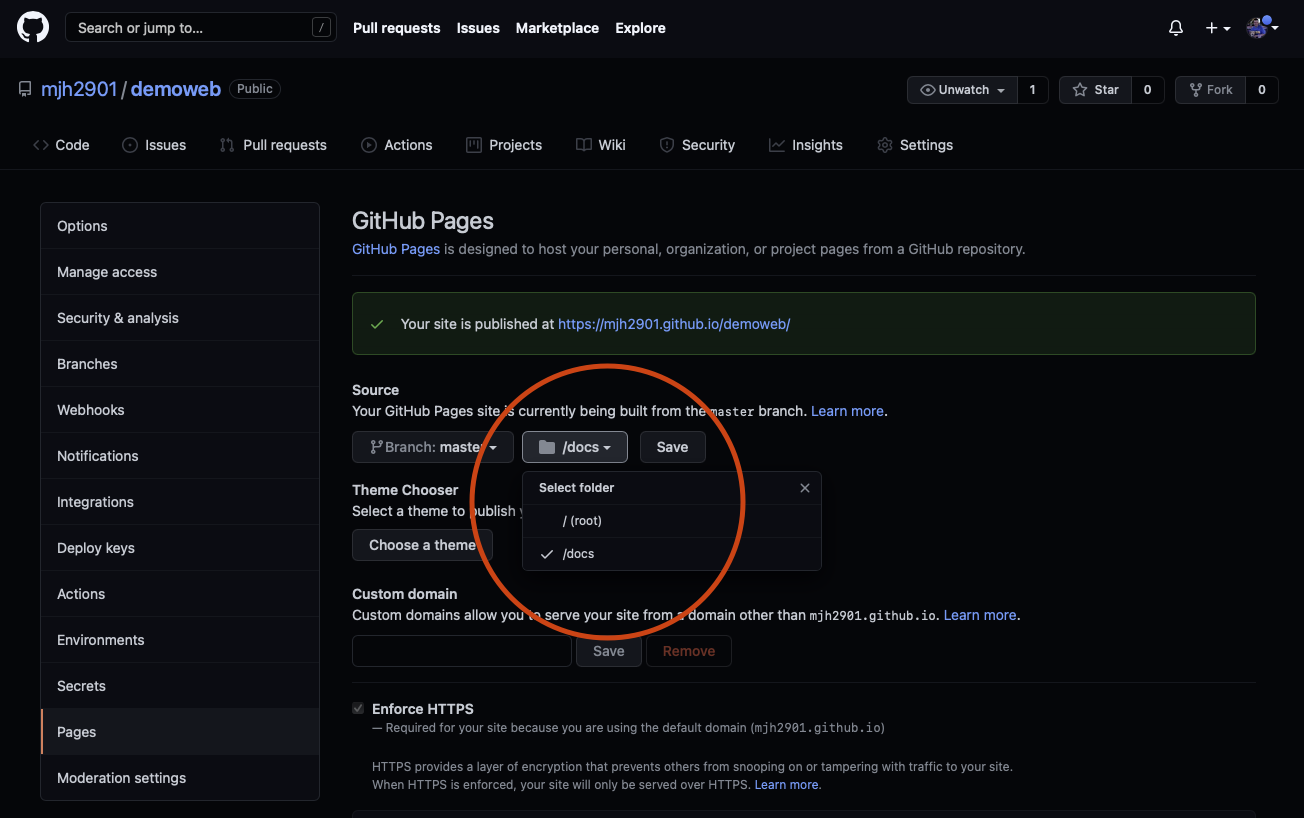 Search or jump to... /
Pull requests Issues Marketplace Explore
mjh2901 / demoweb Public
Unwatch 1 Star 0 Fork 0
Code Issues Pull requests Actions Projects Wiki Security Insights Settings
Options
Manage access
Security & analysis
Branches
Webhooks
Notifications
Integrations
Deploy keys
Actions
Environments
Secrets
Pages
Moderation settings
GitHub Pages
GitHub Pages is designed to host your personal, organization, or project pages from a GitHub repository.
Your site is published at https://mjh2901.github.io/demoweb/
Source
Your GitHub Pages site is currently being built from the master branch. Learn more.
Branch: master /docs Save
Select folder
/ (root)
/docs
Theme Chooser
Select a theme to publish
Choose a theme
Custom domain
Custom domains allow you to serve your site from a domain other than mjh2901.github.io. Learn more.
Save Remove
Enforce HTTPS
— Required for your site because you are using the default domain (mjh2901.github.io)
HTTPS provides a layer of encryption that prevents others from snooping on or tampering with traffic to your site.
When HTTPS is enforced, your site will only be served over HTTPS. Learn more.